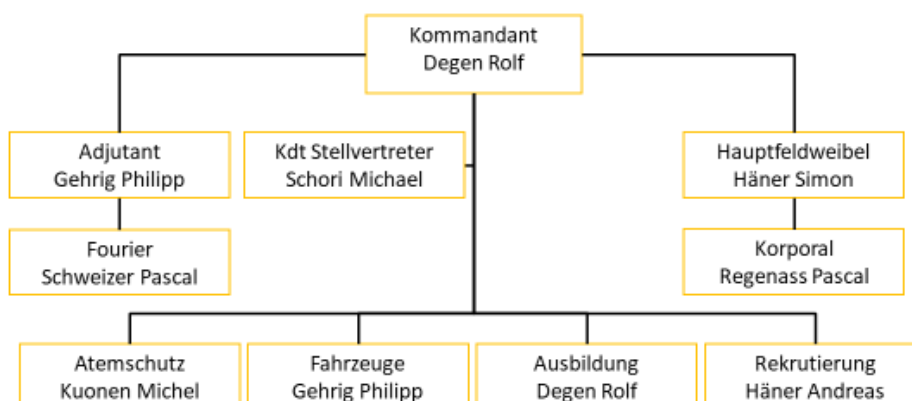 Kommandant
Degen Rolf
Adjutant
Gehrig Philipp
Kdt Stellvertreter
Schori Michael
Hauptfeldweibel
Häner Simon
Fourier
Schweizer Pascal
Korporal
Regenass Pascal
Atemschutz
Kuonen Michel
Fahrzeuge
Gehrig Philipp
Ausbildung
Degen Rolf
Rekrutierung
Häner Andreas